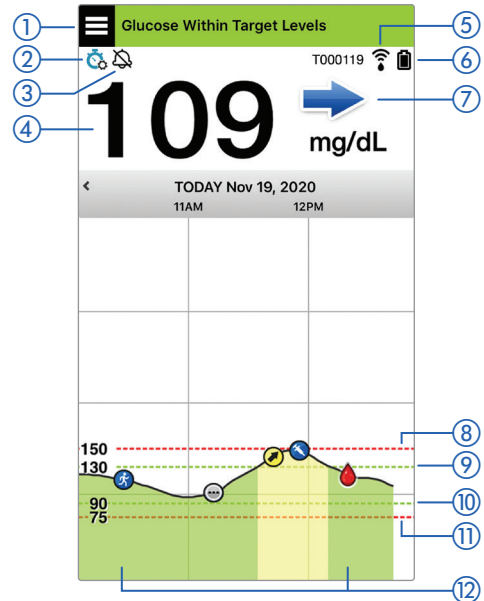 ① Glucose Within Target Levels ⑤
② T000119 ⑥
③
④ 109 ⑦
mg/dL
TODAY Nov 19, 2020
11AM 12PM
150 ⑧
130 ⑨
90 ⑩
75 ⑪
⑫